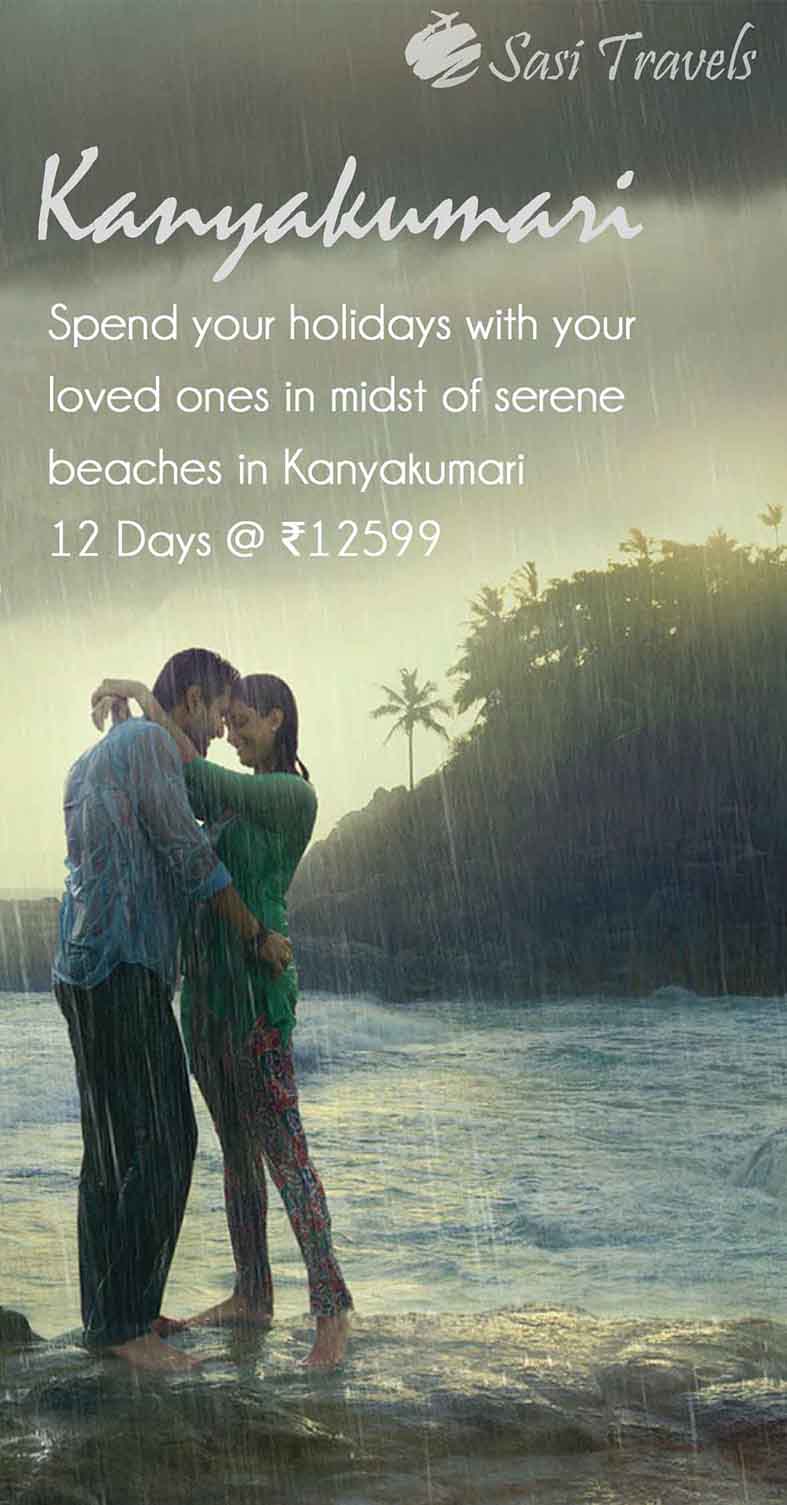 Sasi Travels
Kanyakumari
Spend your holidays with your
loved ones in midst of serene
beaches in Kanyakumari
12 Days @ ₹12599